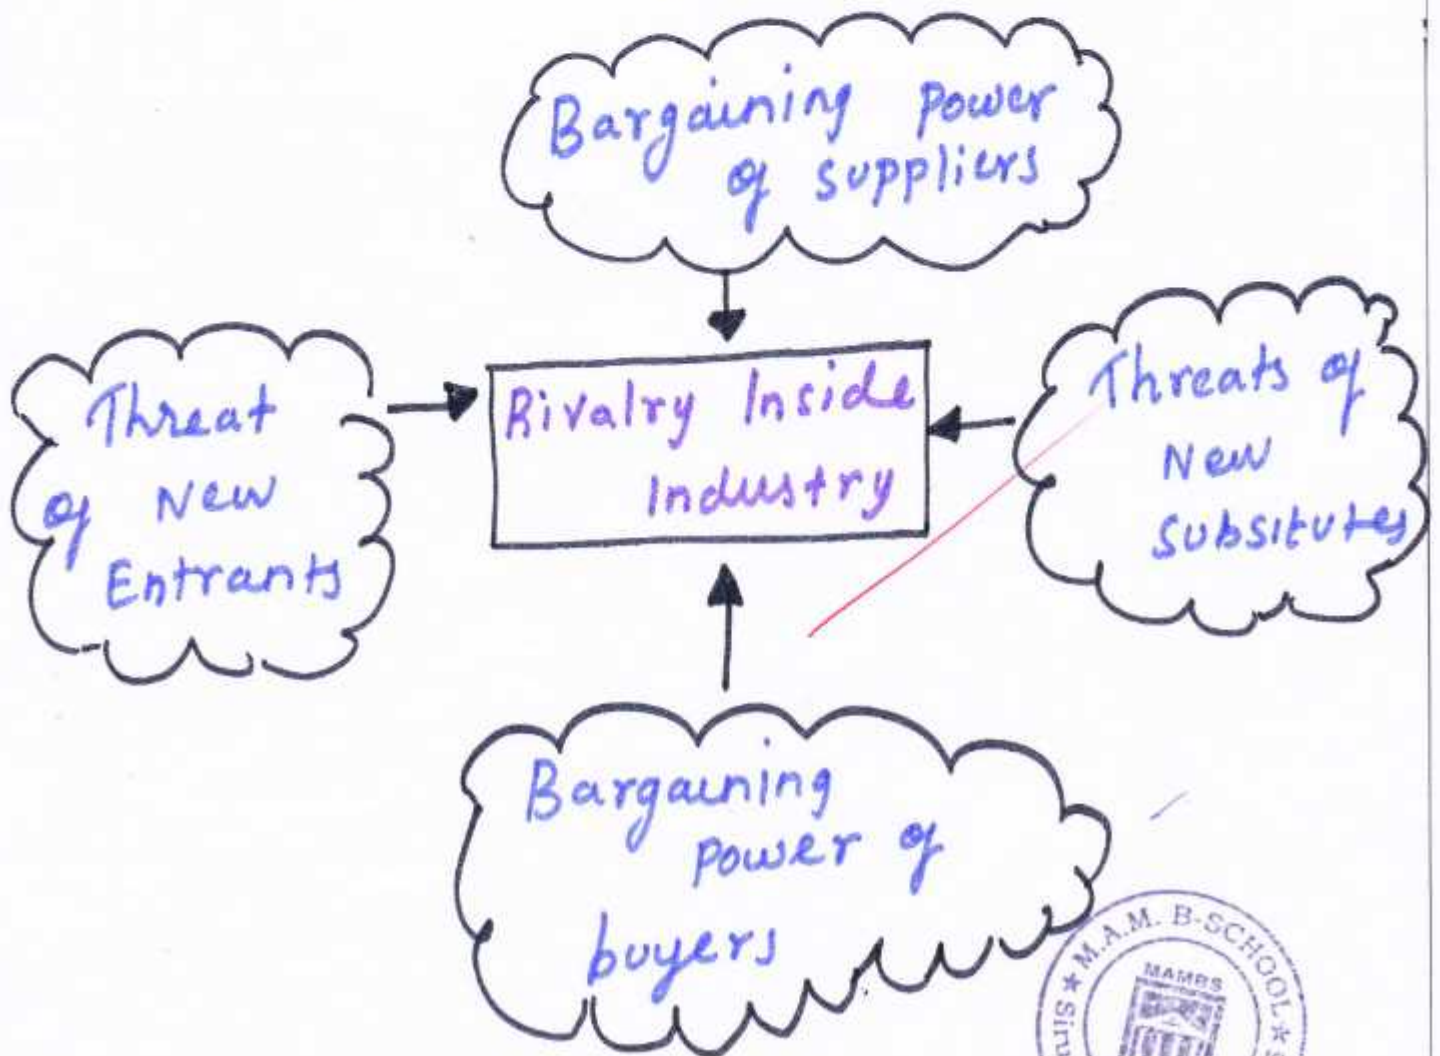 Bargaining power
of suppliers
Threat
of New
Entrants
Rivalry Inside
Industry
Threats of
New
Subsitutes
Bargaining
power of
buyers
M.A.M. B-SCHOOL
MAMBS